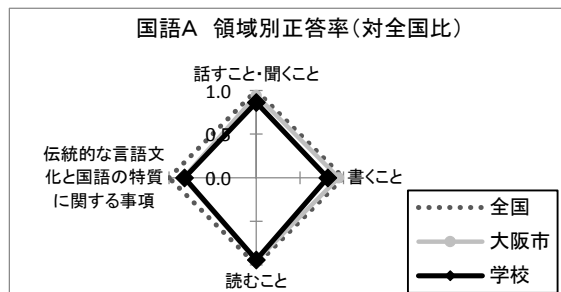 国語A 領域別正答率(対全国比)
話すこと・聞くこと
1.0
0.5
0.0
伝統的な言語文
化と国語の特質
に関する事項
書くこと
読むこと
全国
大阪市
学校